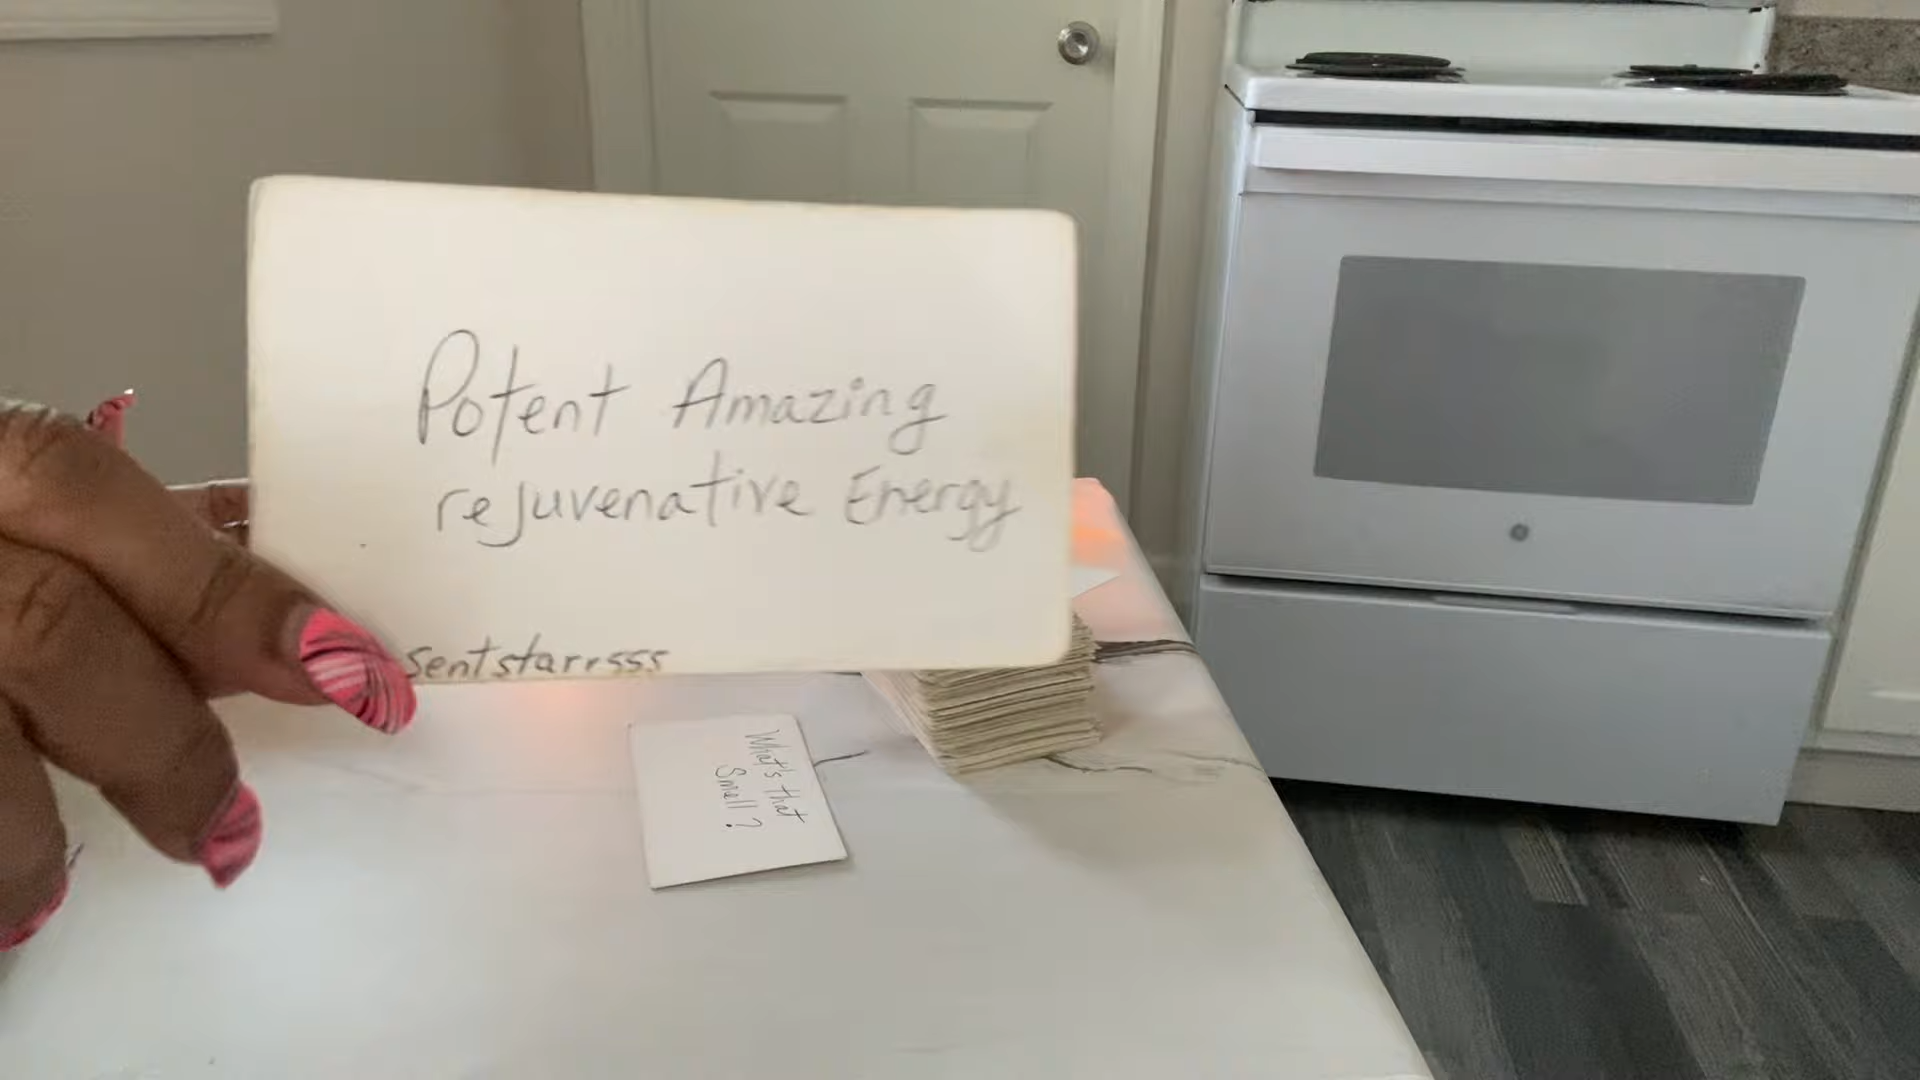 Potent Amazing
rejuvenative Energy
sentstarrsss
What's that
Smell?